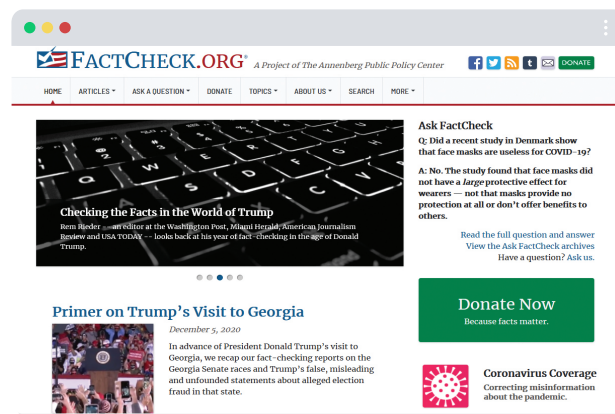 FACTCHECK.ORG®
A Project of The Annenberg Public Policy Center
f
t
DONATE
HOME
ARTICLES
ASK A QUESTION
DONATE
TOPICS
ABOUT US
SEARCH
MORE
Checking the Facts in the World of Trump
Rem Rieder -- an editor at the Washington Post, Miami Herald, American Journalism
Review and USA TODAY -- looks back at his year of fact-checking in the age of Donald
Trump.
Ask FactCheck
Q: Did a recent study in Denmark show
that face masks are useless for COVID-19?
A: No. The study found that face masks did
not have a large protective effect for
wearers — not that masks provide no
protection at all or don't offer benefits to
others.
Read the full question and answer
View the Ask FactCheck archives
Have a question? Ask us.
Donate Now
Because facts matter.
Primer on Trump's Visit to Georgia
December 5, 2020
In advance of President Donald Trump's visit to
Georgia, we recap our fact-checking reports on the
Georgia Senate races and Trump's false, misleading
and unfounded statements about alleged election
fraud in that state.
Coronavirus Coverage
Correcting misinformation
about the pandemic.